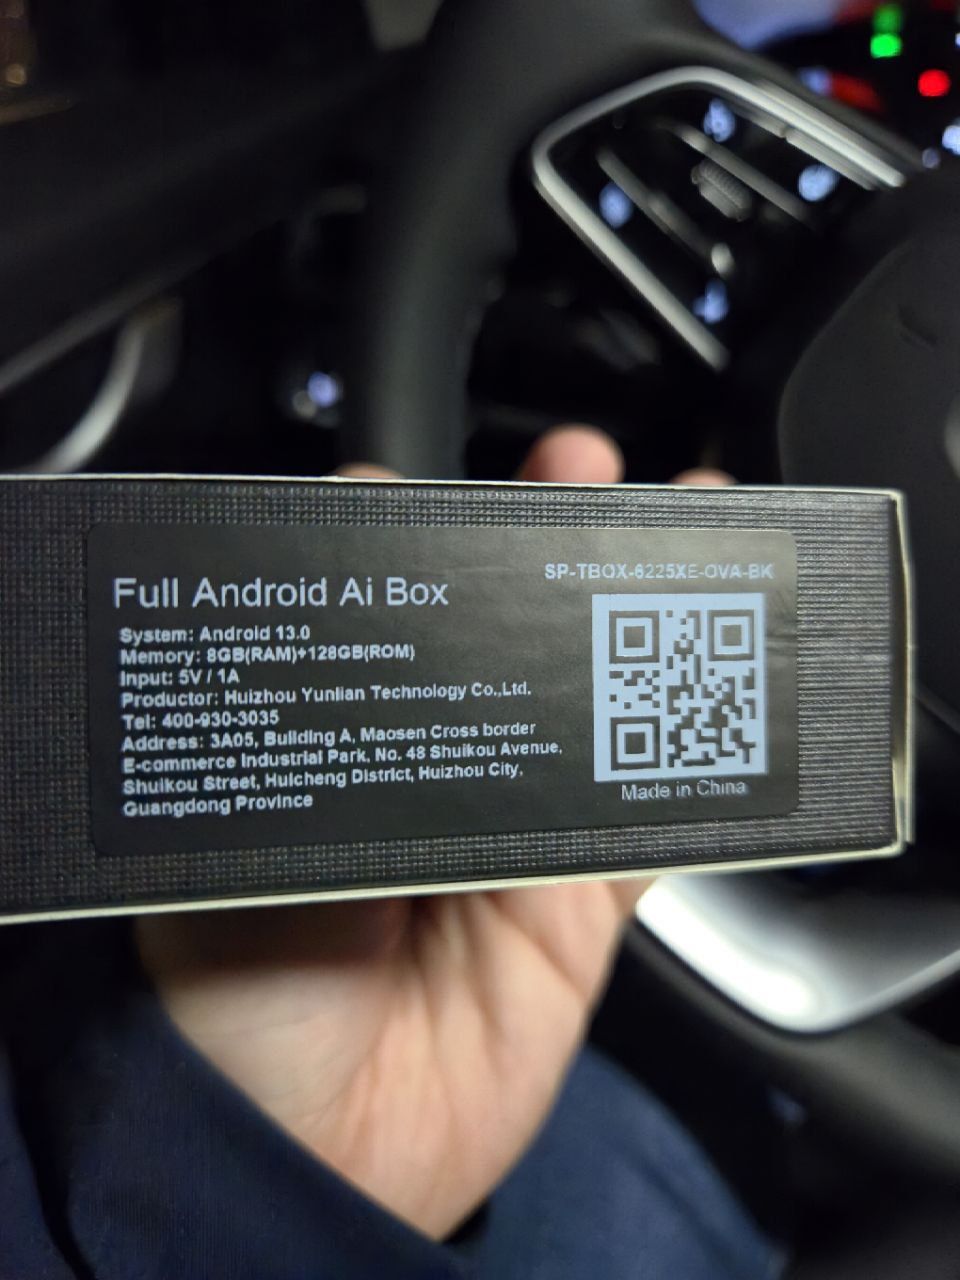 SP-TBOX-6225XE-OVA-BK
Full Android Ai Box
System: Android 13.0
Memory: 8GB(RAM)+128GB(ROM)
Input: 5V / 1A
Productor: Huizhou Yunlian Technology Co.,Ltd.
Tel: 400-930-3035
Address: 3A05, Building A, Maosen Cross border
E-commerce Industrial Park, No. 48 Shuikou Avenue,
Shuikou Street, Huicheng District, Huizhou City,
Guangdong Province
Made in China